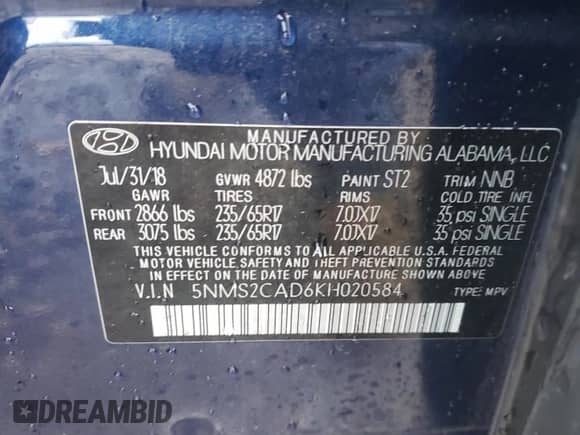 MANUFACTURED BY
HYUNDAI MOTOR MANUFACTURING ALABAMA, LLC
Jul/31/18 GVWR 4872 lbs PAINT ST2 TRIM NNB
GAWR TIRES RIMS COLD TIRE INFL
FRONT 2866 lbs 235/65R17 7.0JX17 35 psi SINGLE
REAR 3075 lbs 235/65R17 7.0JX17 35 psi SINGLE
THIS VEHICLE CONFORMS TO ALL APPLICABLE U.S.A. FEDERAL
MOTOR VEHICLE SAFETY AND THEFT PREVENTION STANDARDS
IN EFFECT ON THE DATE OF MANUFACTURE SHOWN ABOVE
V.I.N 5NMS2CAD6KH020584 TYPE: MPV
DREAMBID